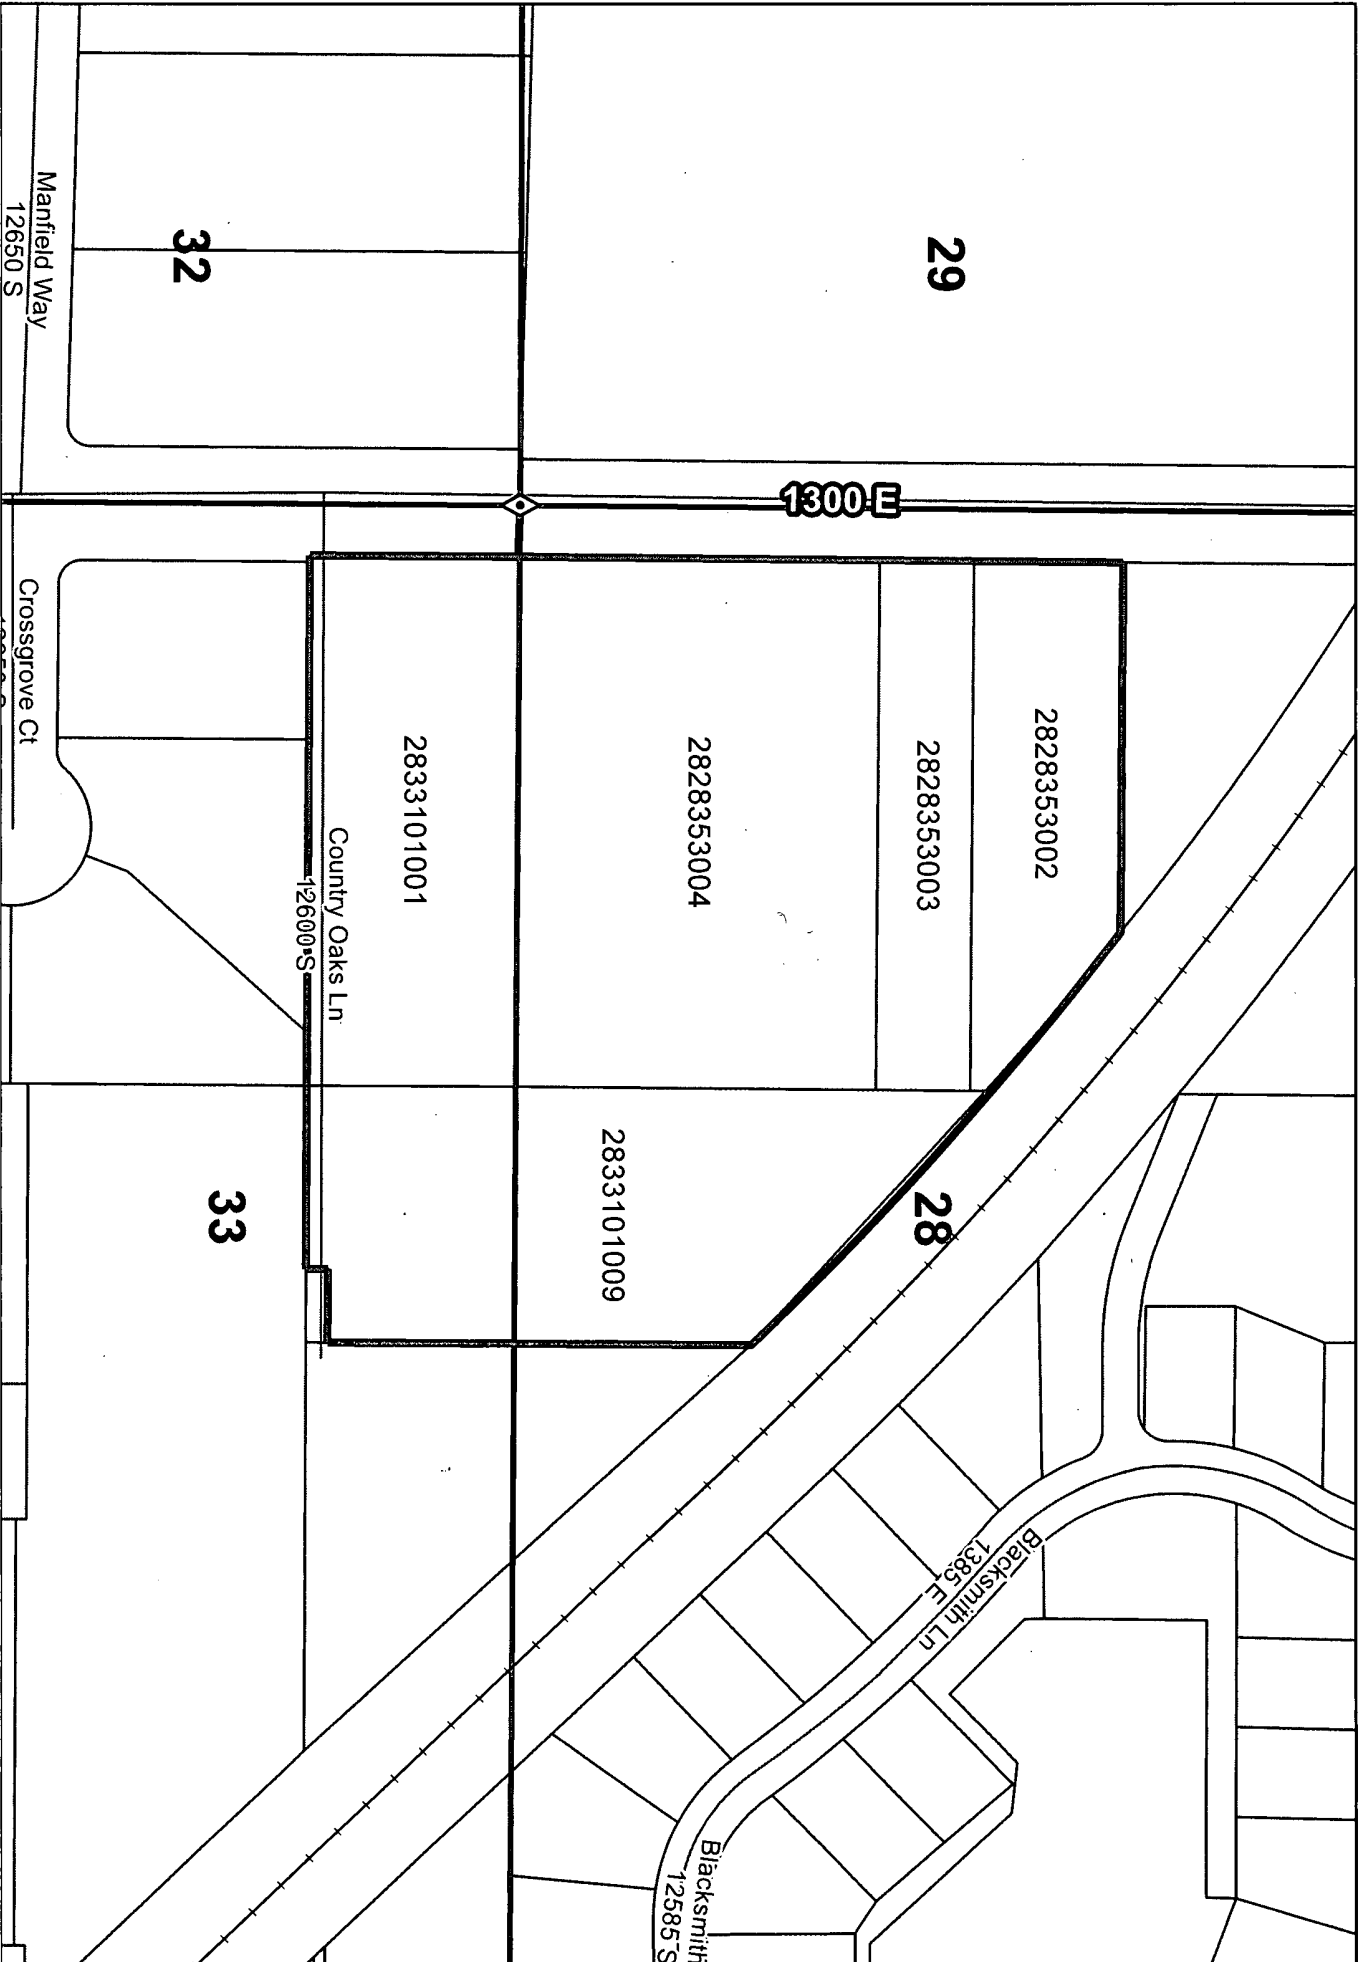 29
32
Manfield Way
12650 S
1300 E
2828353002
2828353003
2828353004
2833101001
Country Oaks Ln
12600 S
Crossgrove Ct
2833101009
28
33
Blacksmith Ln
1385 E
Blacksmith
12585 S